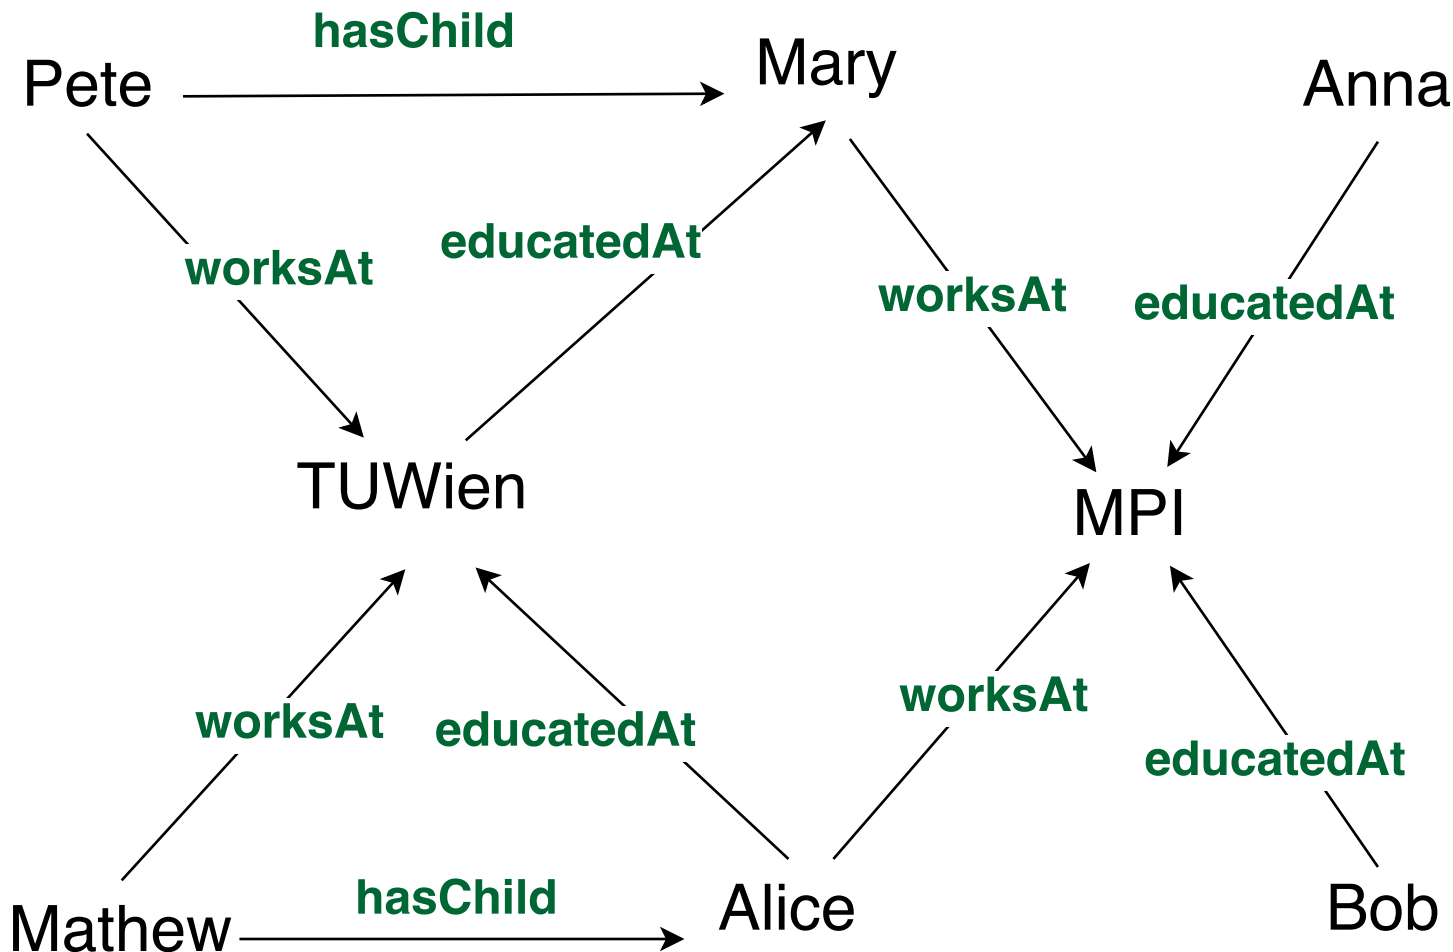 hasChild
Pete
Mary
Anna
worksAt
educatedAt
worksAt
educatedAt
TUWien
MPI
worksAt
educatedAt
worksAt
educatedAt
Mathew
hasChild
Alice
Bob